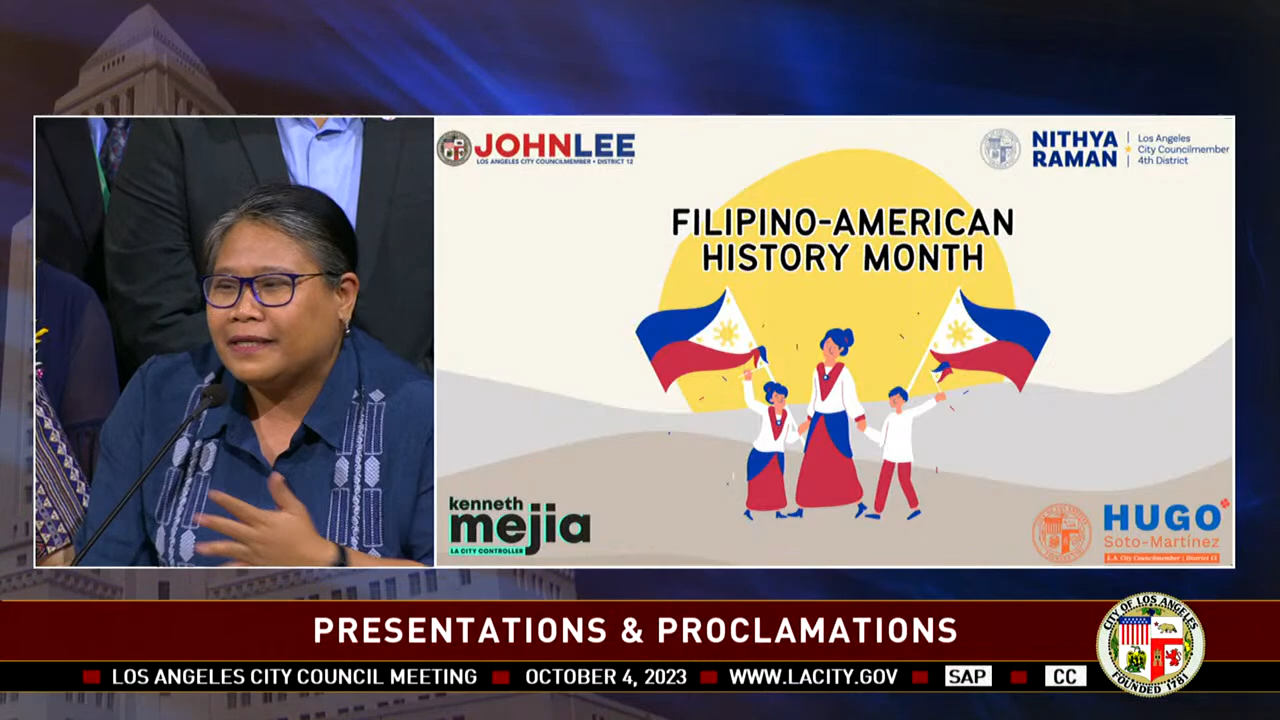 JOHNLEE
LOS ANGELES CITY COUNCILMEMBER • DISTRICT 12
NITHYA
RAMAN
Los Angeles
City Councilmember
4th District
FILIPINO-AMERICAN
HISTORY MONTH
kenneth
mejia
LA CITY CONTROLLER
HUGO
Soto-Martínez
L.A. City Councilmember | District 13
PRESENTATIONS & PROCLAMATIONS
CITY OF LOS ANGELES
FOUNDED 1781
LOS ANGELES CITY COUNCIL MEETING
OCTOBER 4, 2023
WWW.LACITY.GOV
SAP
CC